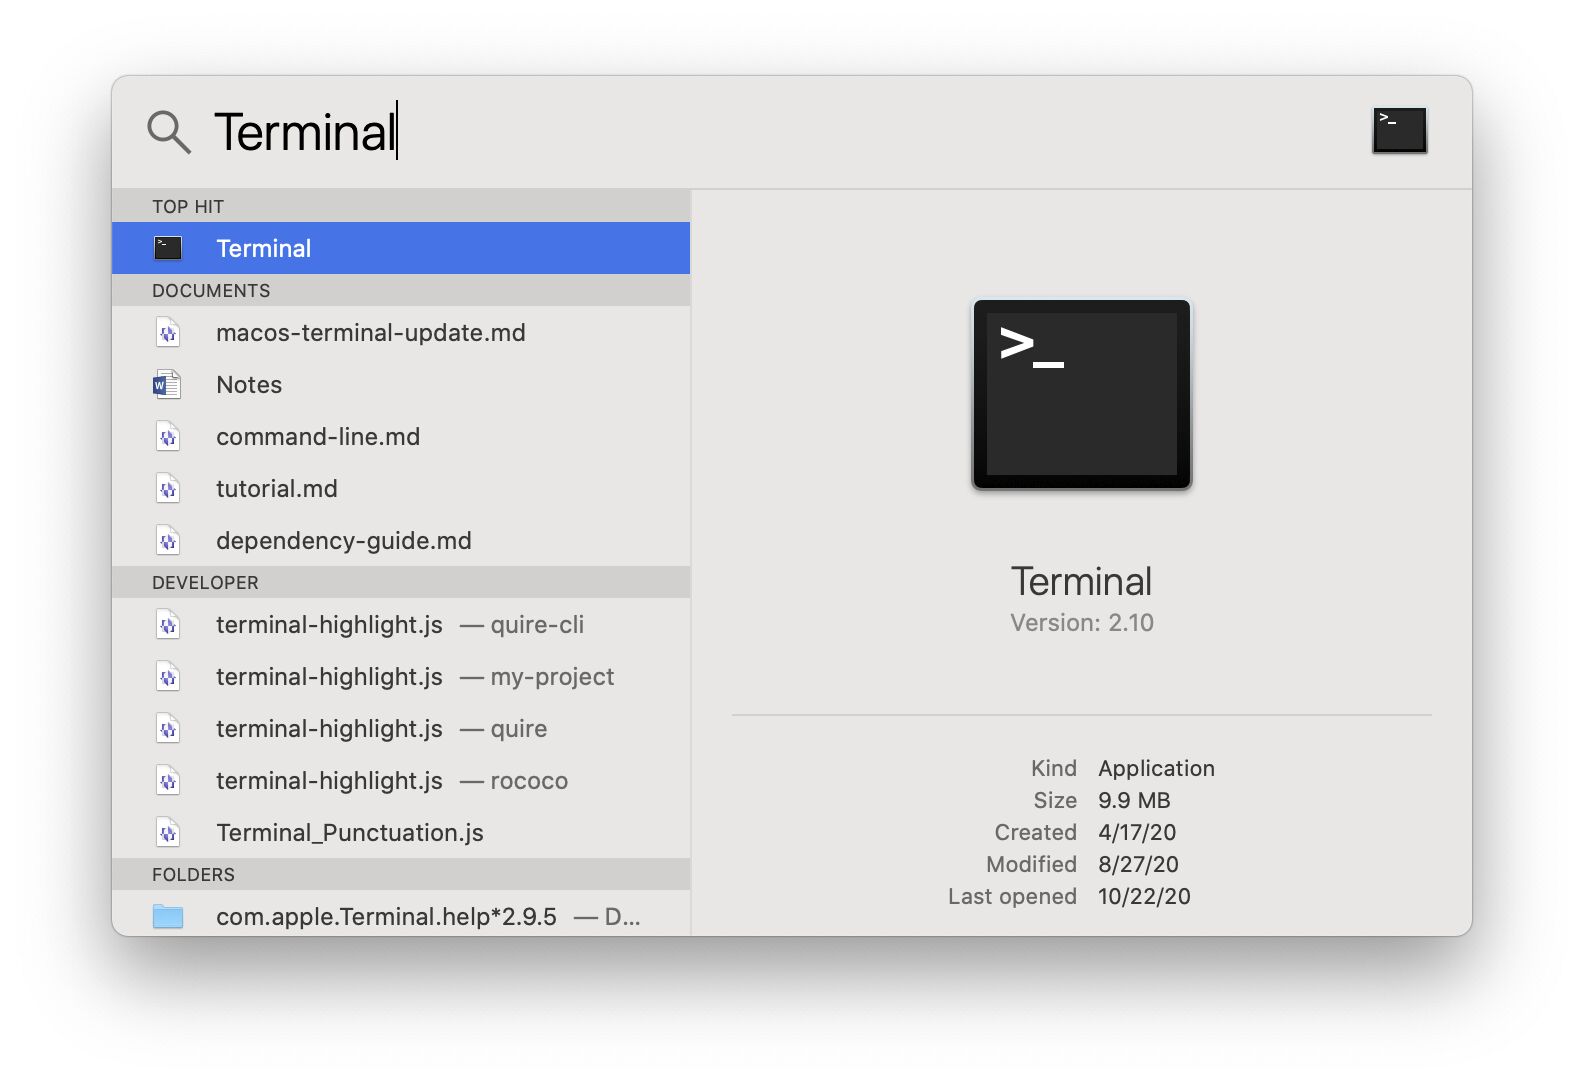 Terminal
>_
TOP HIT
>_ Terminal
DOCUMENTS
macos-terminal-update.md
W Notes
command-line.md
tutorial.md
dependency-guide.md
DEVELOPER
terminal-highlight.js — quire-cli
terminal-highlight.js — my-project
terminal-highlight.js — quire
terminal-highlight.js — rococo
Terminal_Punctuation.js
FOLDERS
com.apple.Terminal.help*2.9.5 — D...
>_
Terminal
Version: 2.10
Kind Application
Size 9.9 MB
Created 4/17/20
Modified 8/27/20
Last opened 10/22/20